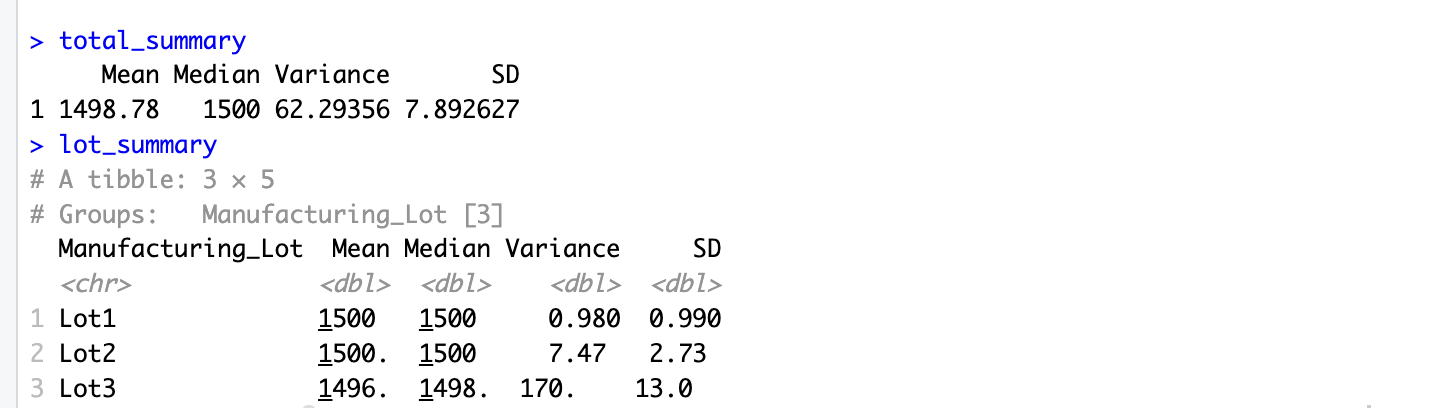 > total_summary
     Mean Median Variance       SD
1 1498.78   1500 62.29356 7.892627
> lot_summary
# A tibble: 3 × 5
# Groups:   Manufacturing_Lot [3]
  Manufacturing_Lot  Mean Median Variance     SD
  <chr>             <dbl>  <dbl>    <dbl>  <dbl>
1 Lot1              1500   1500     0.980  0.990
2 Lot2              1500.  1500     7.47   2.73
3 Lot3              1496.  1498.  170.    13.0